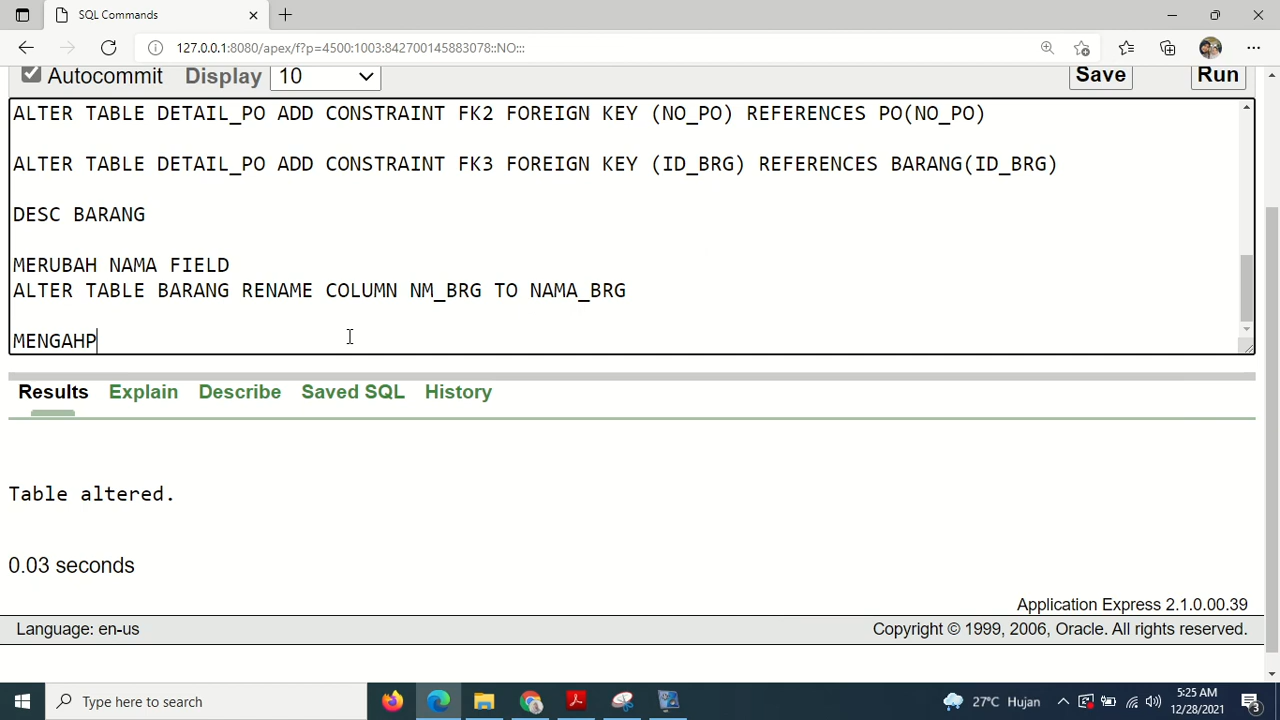 SQL Commands
127.0.0.1:8080/apex/f?p=4500:1003:842700145883078::NO:::
Autocommit Display 10 Save Run
ALTER TABLE DETAIL_PO ADD CONSTRAINT FK2 FOREIGN KEY (NO_PO) REFERENCES PO(NO_PO)
ALTER TABLE DETAIL_PO ADD CONSTRAINT FK3 FOREIGN KEY (ID_BRG) REFERENCES BARANG(ID_BRG)
DESC BARANG
MERUBAH NAMA FIELD
ALTER TABLE BARANG RENAME COLUMN NM_BRG TO NAMA_BRG
MENGAHP
Results Explain Describe Saved SQL History
Table altered.
0.03 seconds
Application Express 2.1.0.00.39
Language: en-us Copyright © 1999, 2006, Oracle. All rights reserved.
Type here to search 27°C Hujan 5:25 AM
12/28/2021 3